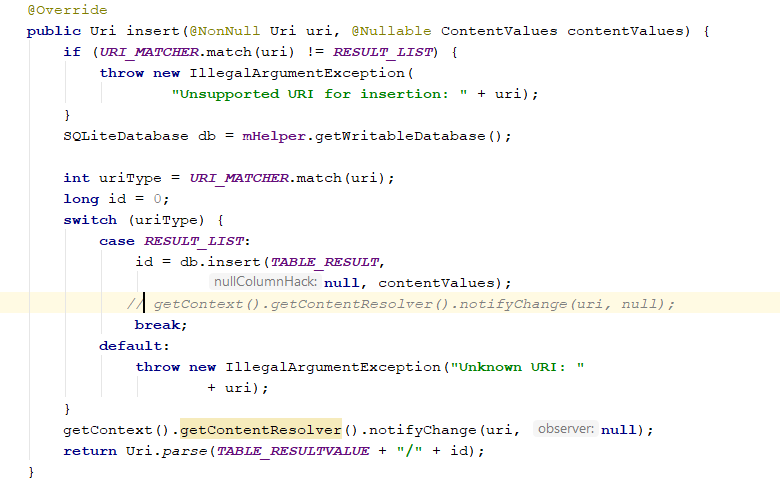 @Override
public Uri insert(@NonNull Uri uri, @Nullable ContentValues contentValues) {
if (URI_MATCHER.match(uri) != RESULT_LIST) {
throw new IllegalArgumentException(
"Unsupported URI for insertion: " + uri);
}
SQLiteDatabase db = mHelper.getWritableDatabase();
int uriType = URI_MATCHER.match(uri);
long id = 0;
switch (uriType) {
case RESULT_LIST:
id = db.insert(TABLE_RESULT,
nullColumnHack: null, contentValues);
// getContext().getContentResolver().notifyChange(uri, null);
break;
default:
throw new IllegalArgumentException("Unknown URI: "
+ uri);
}
getContext().getContentResolver().notifyChange(uri, observer: null);
return Uri.parse(TABLE_RESULTVALUE + "/" + id);
}